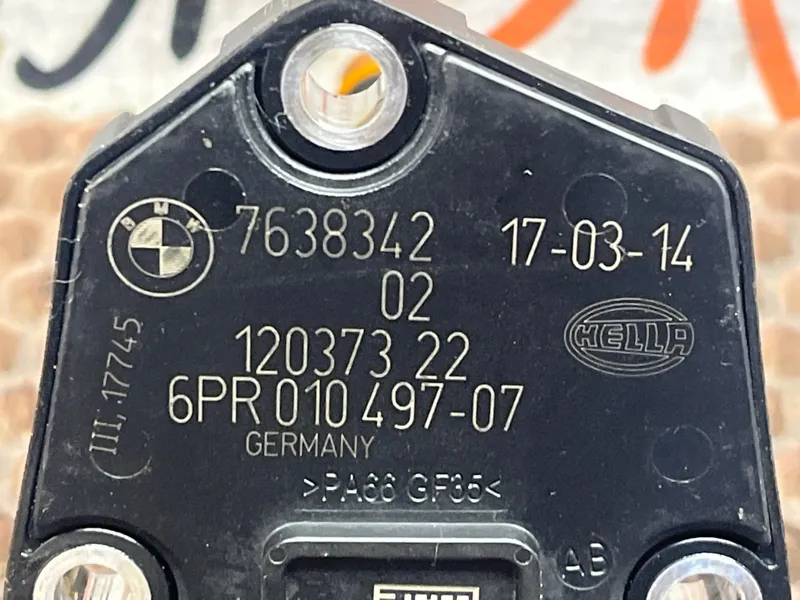 BMW
7638342
17-03-14
02
HELLA
120373 22
6PR 010 497-07
III, 17745
GERMANY
>PA66 GF35<
AB